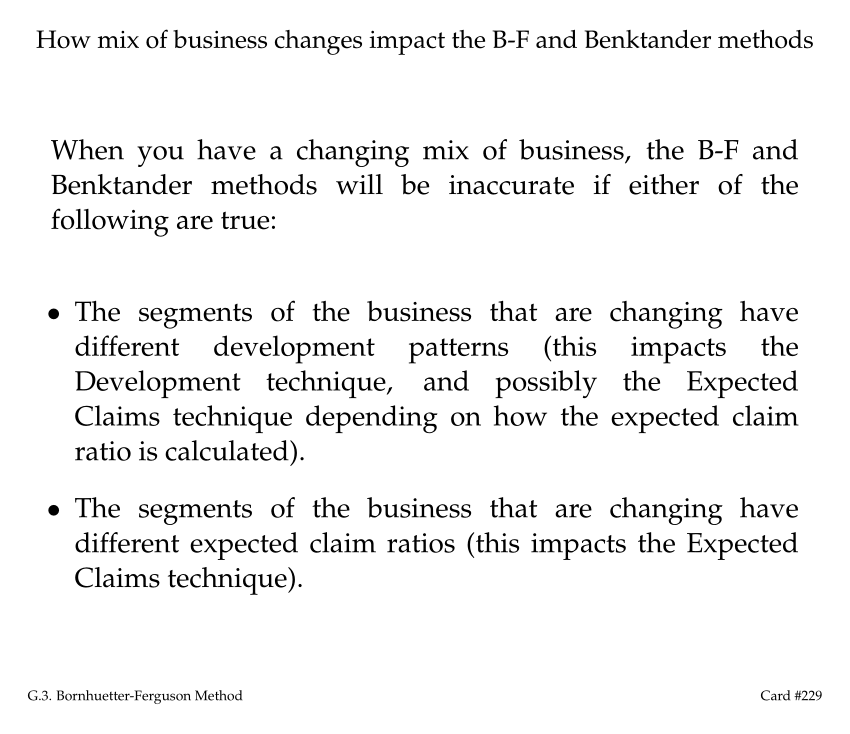 How mix of business changes impact the B-F and Benktander methods
When you have a changing mix of business, the B-F and
Benktander methods will be inaccurate if either of the
following are true:
• The segments of the business that are changing have
different development patterns (this impacts the
Development technique, and possibly the Expected
Claims technique depending on how the expected claim
ratio is calculated).
• The segments of the business that are changing have
different expected claim ratios (this impacts the Expected
Claims technique).
G.3. Bornhuetter-Ferguson Method
Card #229